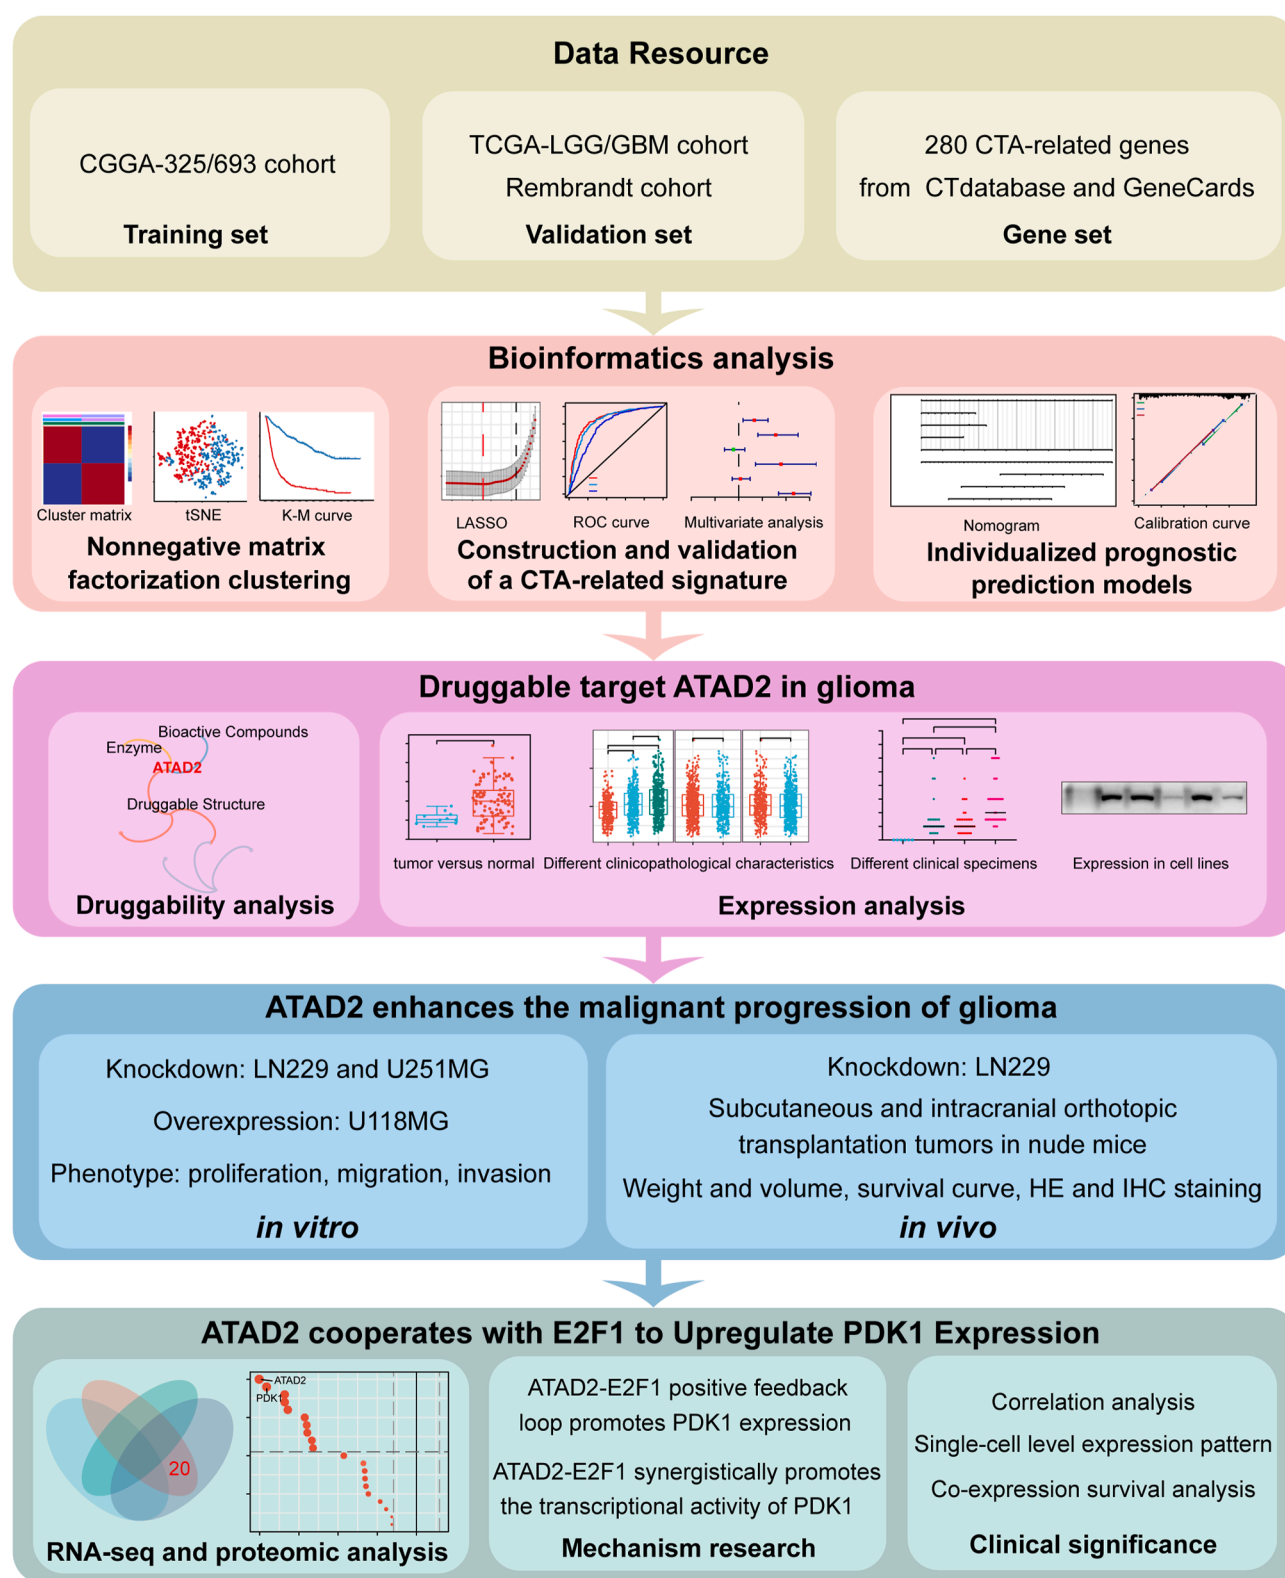 Data Resource
CGGA-325/693 cohort
Training set
TCGA-LGG/GBM cohort
Rembrandt cohort
Validation set
280 CTA-related genes
from CTdatabase and GeneCards
Gene set
Bioinformatics analysis
Cluster matrix
tSNE
K-M curve
Nonnegative matrix
factorization clustering
LASSO
ROC curve
Multivariate analysis
Construction and validation
of a CTA-related signature
Nomogram
Calibration curve
Individualized prognostic
prediction models
Druggable target ATAD2 in glioma
Bioactive Compounds
Enzyme
ATAD2
Druggable Structure
Druggability analysis
tumor versus normal
Different clinicopathological characteristics
Different clinical specimens
Expression in cell lines
Expression analysis
ATAD2 enhances the malignant progression of glioma
Knockdown: LN229 and U251MG
Overexpression: U118MG
Phenotype: proliferation, migration, invasion
in vitro
Knockdown: LN229
Subcutaneous and intracranial orthotopic
transplantation tumors in nude mice
Weight and volume, survival curve, HE and IHC staining
in vivo
ATAD2 cooperates with E2F1 to Upregulate PDK1 Expression
20
ATAD2
PDK1
RNA-seq and proteomic analysis
ATAD2-E2F1 positive feedback
loop promotes PDK1 expression
ATAD2-E2F1 synergistically promotes
the transcriptional activity of PDK1
Mechanism research
Correlation analysis
Single-cell level expression pattern
Co-expression survival analysis
Clinical significance